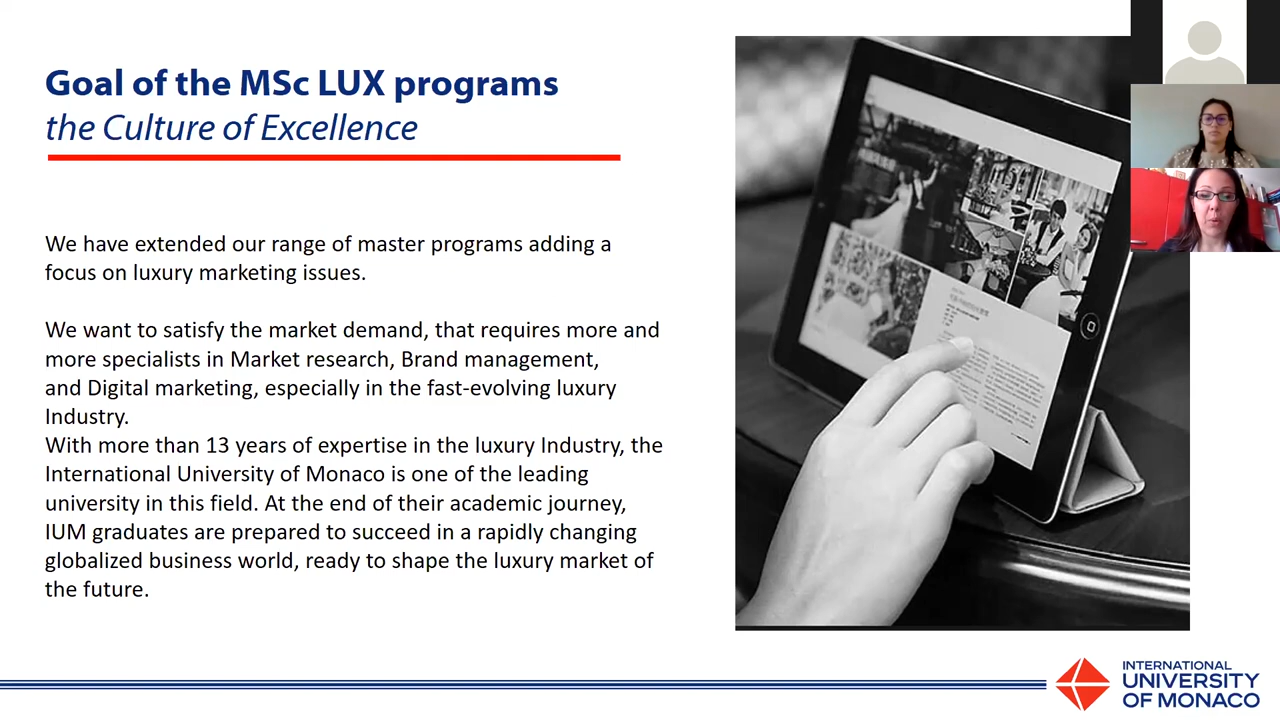 Goal of the MSc LUX programs
the Culture of Excellence
We have extended our range of master programs adding a
focus on luxury marketing issues.
We want to satisfy the market demand, that requires more and
more specialists in Market research, Brand management,
and Digital marketing, especially in the fast-evolving luxury
Industry.
With more than 13 years of expertise in the luxury Industry, the
International University of Monaco is one of the leading
university in this field. At the end of their academic journey,
IUM graduates are prepared to succeed in a rapidly changing
globalized business world, ready to shape the luxury market of
the future.
INTERNATIONAL
UNIVERSITY
OF MONACO